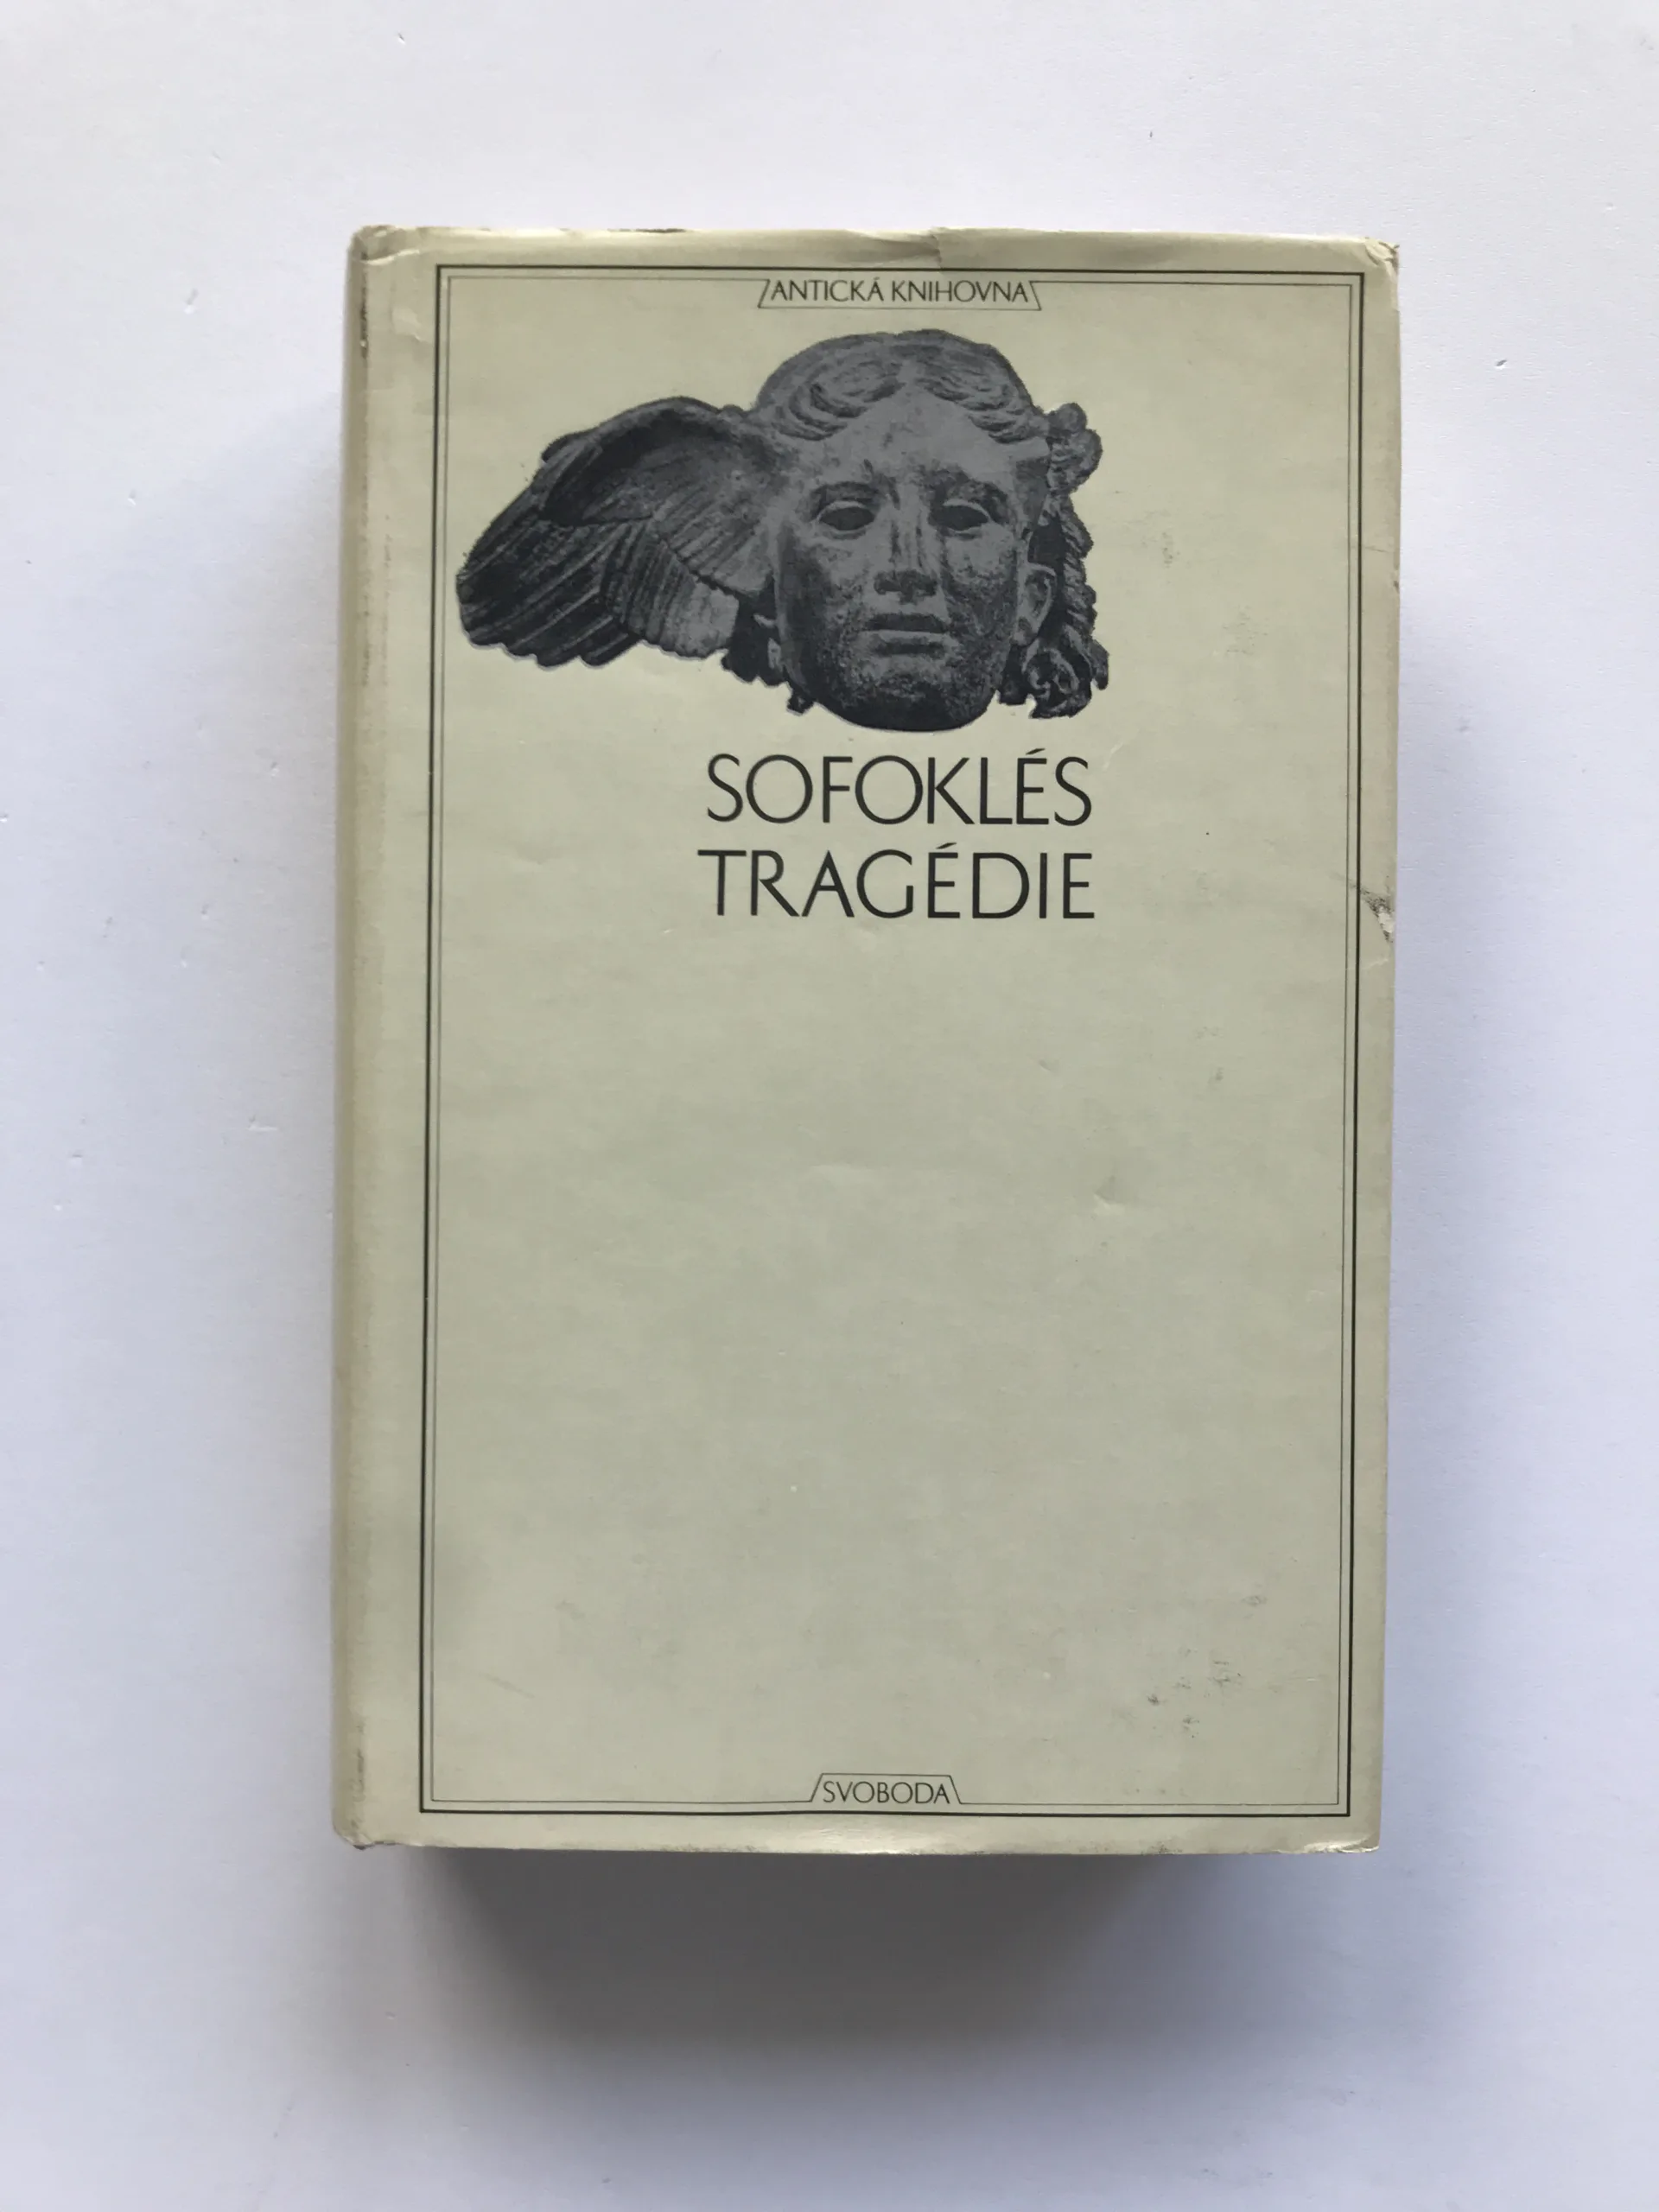 ANTICKÁ KNIHOVNA
SOFOKLÉS
TRAGÉDIE
SVOBODA